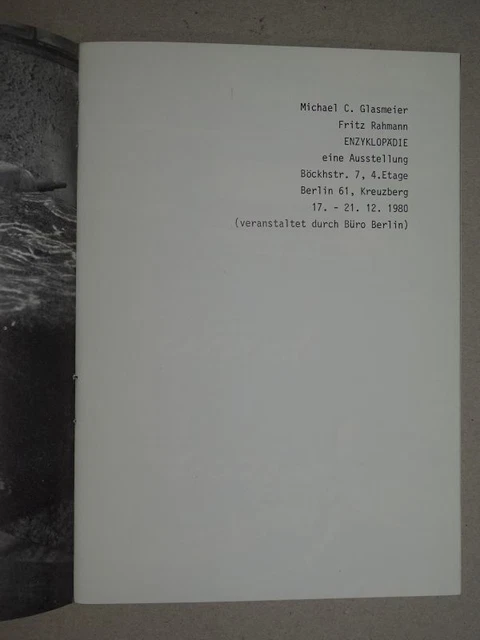 Michael C. Glasmeier
Fritz Rahmann
ENZYKLOPÄDIE
eine Ausstellung
Böckhstr. 7, 4.Etage
Berlin 61, Kreuzberg
17. - 21. 12. 1980
(veranstaltet durch Büro Berlin)